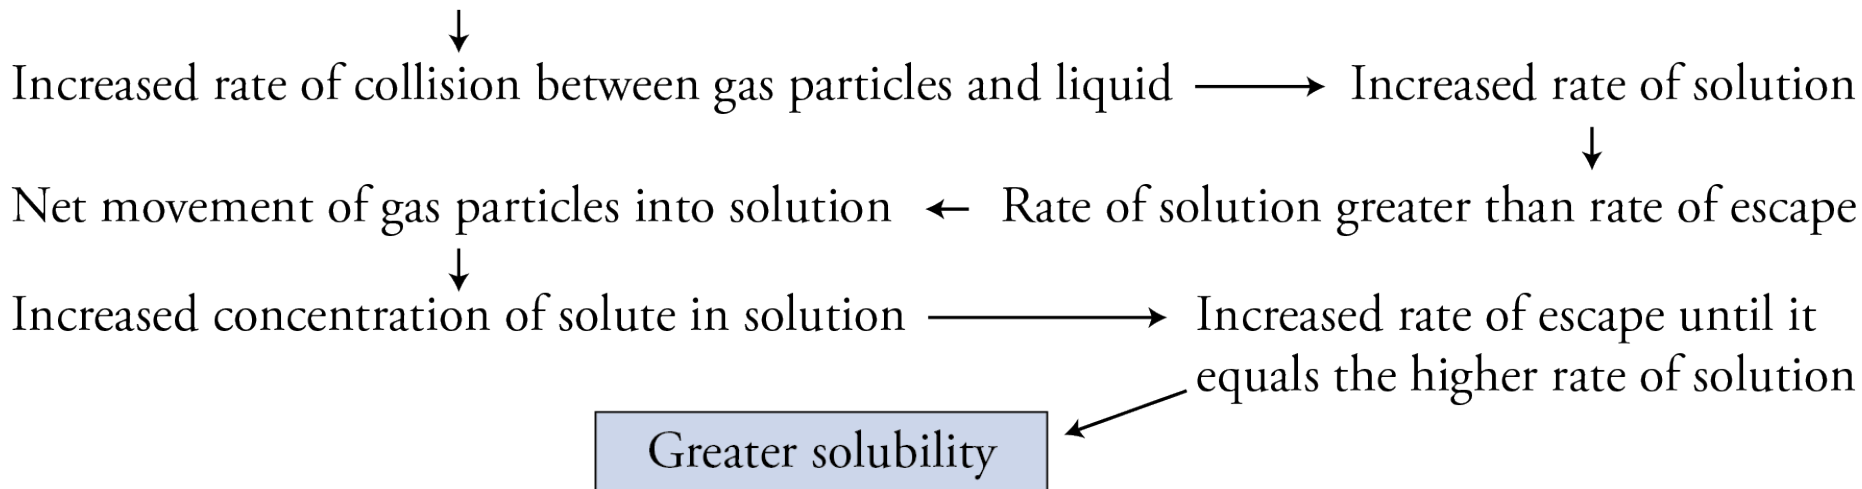 Increased rate of collision between gas particles and liquid
Increased rate of solution
Rate of solution greater than rate of escape
Net movement of gas particles into solution
Increased concentration of solute in solution
Increased rate of escape until it
equals the higher rate of solution
Greater solubility